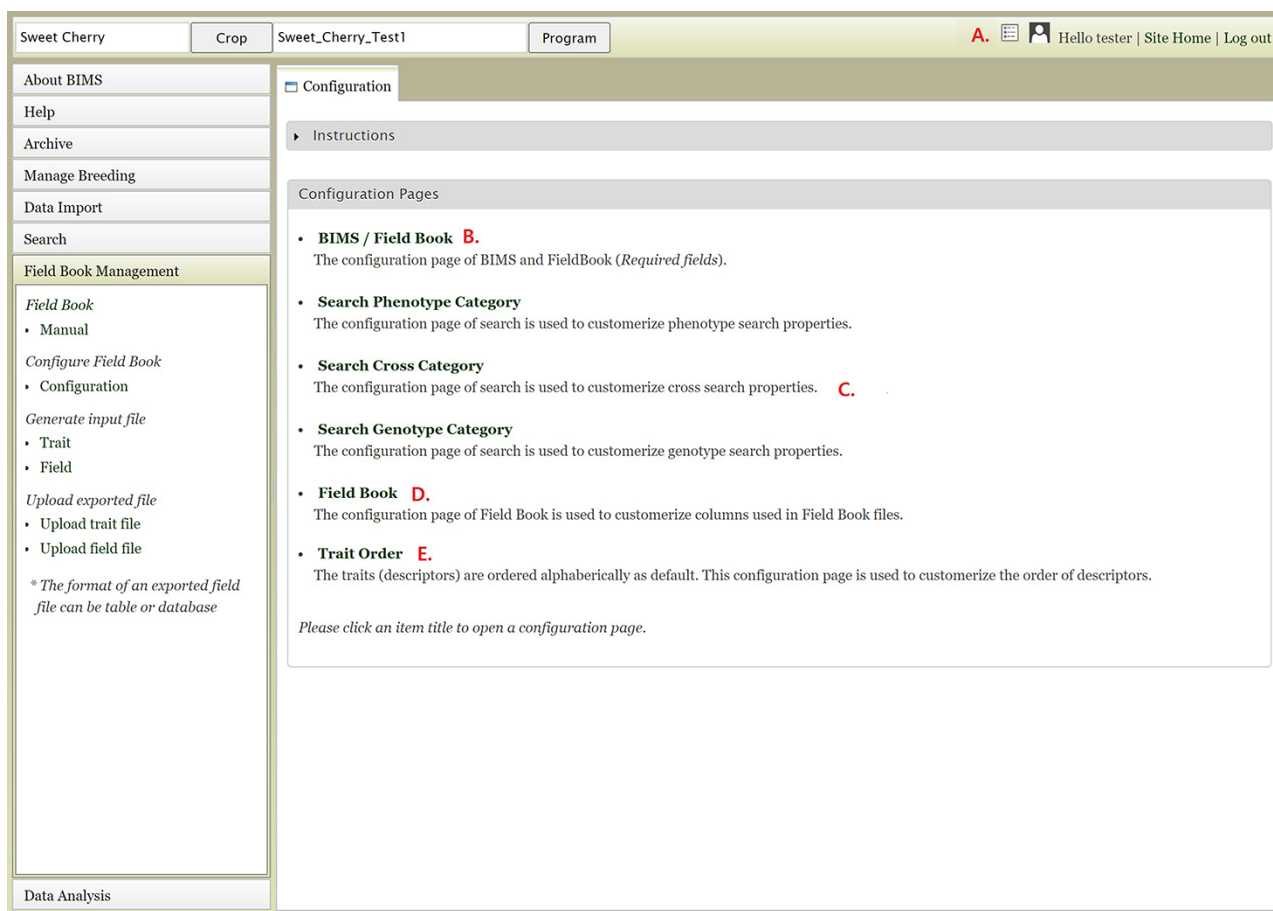 Sweet Cherry Crop Sweet_Cherry_Test1 Program A. Hello tester | Site Home | Log out
About BIMS
Help
Archive
Manage Breeding
Data Import
Search
Field Book Management
Field Book
Manual
Configure Field Book
Configuration
Generate input file
Trait
Field
Upload exported file
Upload trait file
Upload field file
* The format of an exported field
file can be table or database
Data Analysis
Configuration
Instructions
Configuration Pages
• BIMS / Field Book B.
The configuration page of BIMS and FieldBook (Required fields).
• Search Phenotype Category
The configuration page of search is used to customerize phenotype search properties.
• Search Cross Category
The configuration page of search is used to customerize cross search properties. C.
• Search Genotype Category
The configuration page of search is used to customerize genotype search properties.
• Field Book D.
The configuration page of Field Book is used to customerize columns used in Field Book files.
• Trait Order E.
The traits (descriptors) are ordered alphaberically as default. This configuration page is used to customerize the order of descriptors.
Please click an item title to open a configuration page.